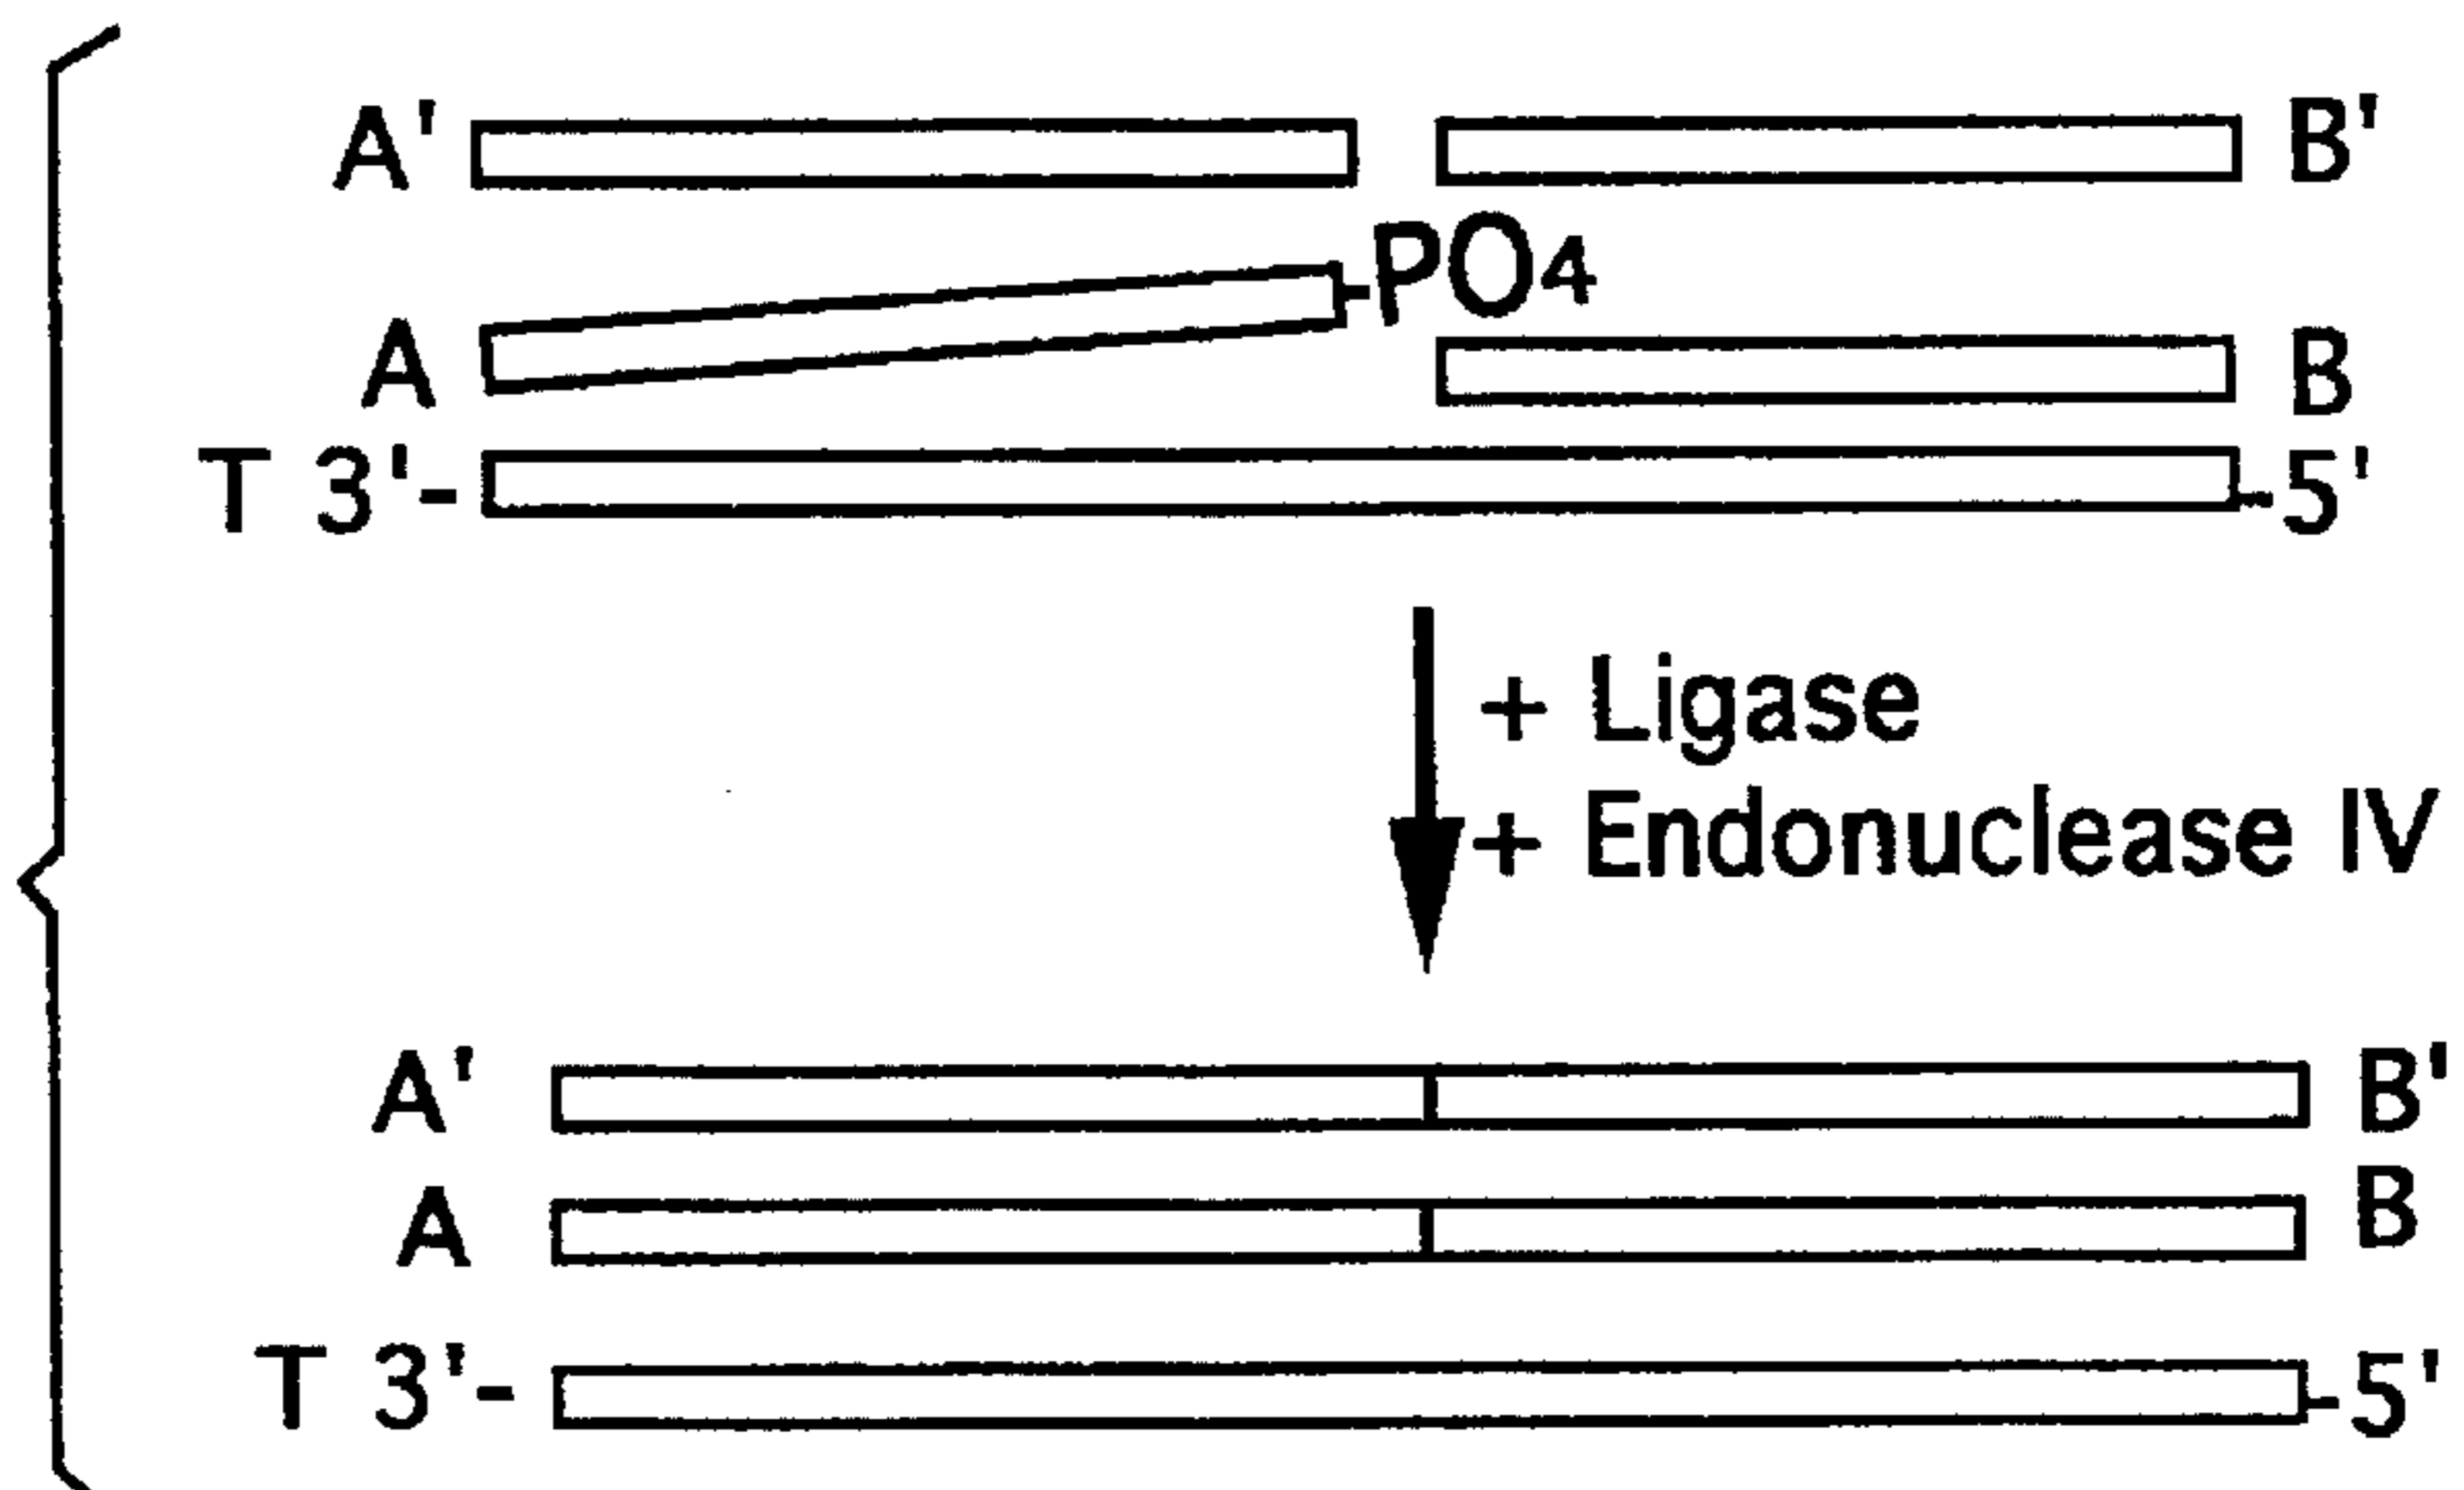 A' B'
PO4
A B
T 3'- -5'
+ Ligase
+ Endonuclease IV
A' B'
A B
T 3'- -5'